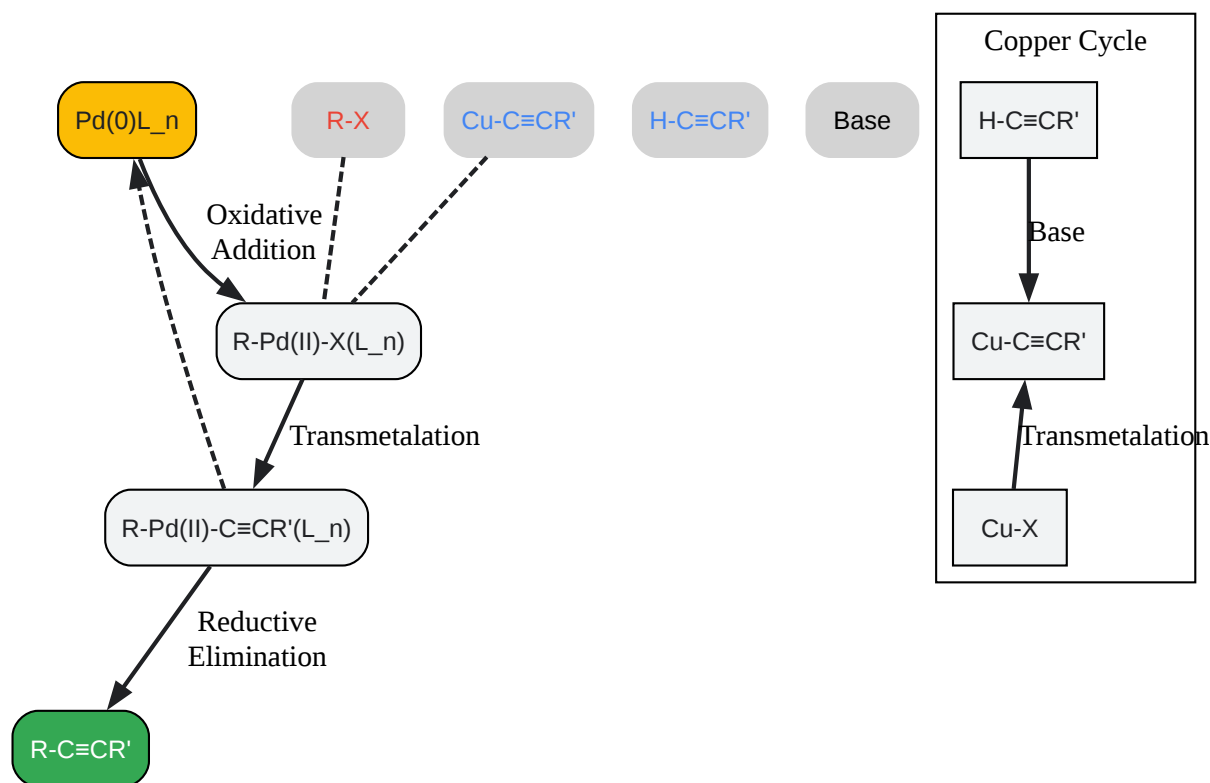 Copper Cycle
Pd(0)L_n
R-X
Cu-C≡CR'
H-C≡CR'
Base
H-C≡CR'
Oxidative
Addition
Base
R-Pd(II)-X(L_n)
Cu-C≡CR'
Transmetalation
Transmetalation
R-Pd(II)-C≡CR'(L_n)
Cu-X
Reductive
Elimination
R-C≡CR'